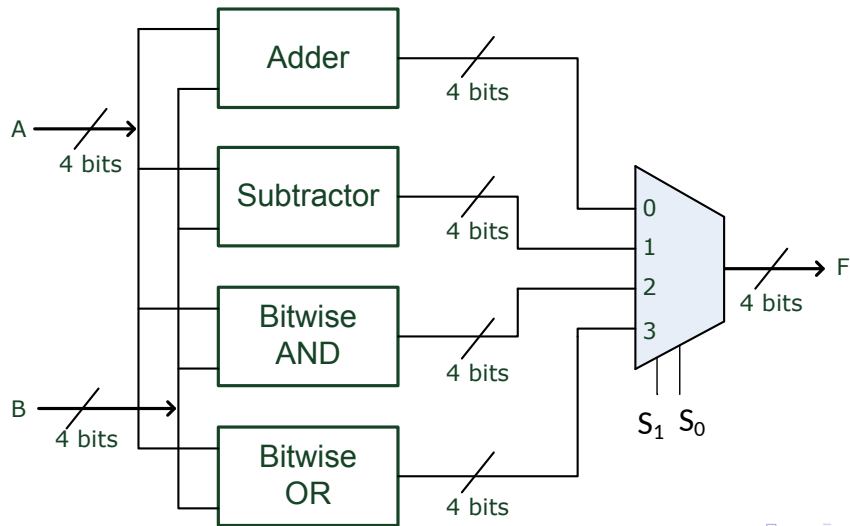 Adder
4 bits
A
4 bits
Subtractor
4 bits
0
1
2
3
F
4 bits
Bitwise
AND
4 bits
B
4 bits
S₁ S₀
Bitwise
OR
4 bits